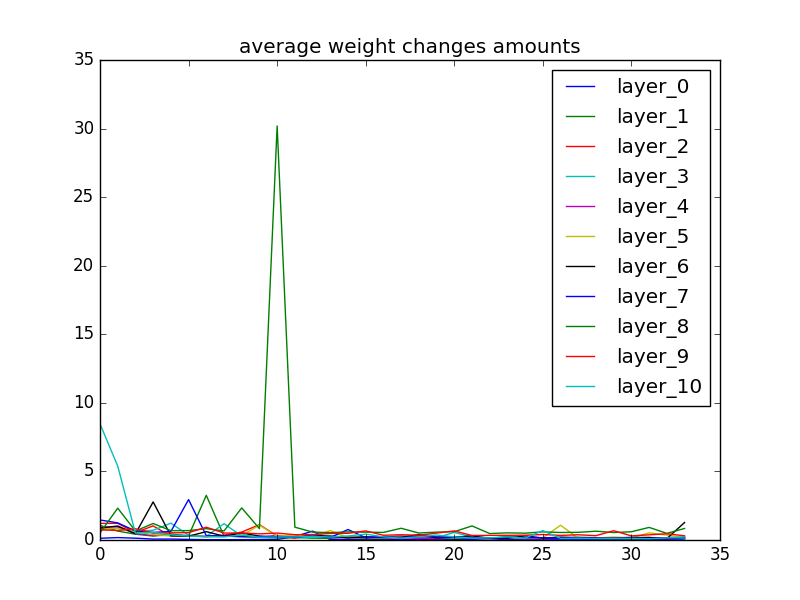 average weight changes amounts
35
30
25
20
15
10
5
0
0 5 10 15 20 25 30 35
layer_0
layer_1
layer_2
layer_3
layer_4
layer_5
layer_6
layer_7
layer_8
layer_9
layer_10